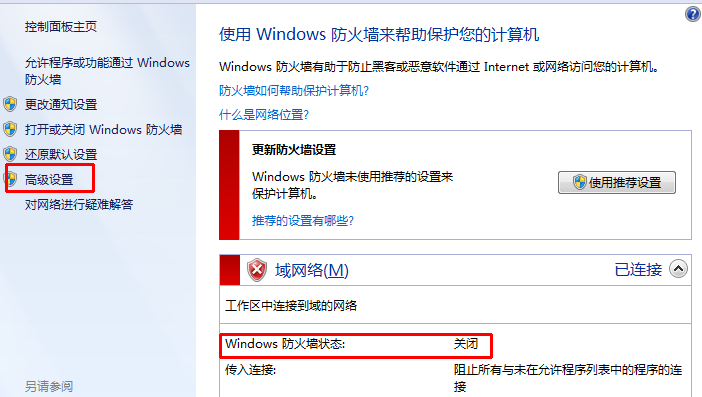 控制面板主页
允许程序或功能通过 Windows
防火墙
更改通知设置
打开或关闭 Windows 防火墙
还原默认设置
高级设置
对网络进行疑难解答
另请参阅
使用 Windows 防火墙来帮助保护您的计算机
Windows 防火墙有助于防止黑客或恶意软件通过 Internet 或网络访问您的计算机。
防火墙如何帮助保护计算机?
什么是网络位置?
更新防火墙设置
Windows 防火墙未使用推荐的设置来
保护计算机。
使用推荐设置
推荐的设置有哪些?
域网络(M) 已连接
工作区中连接到域的网络
Windows 防火墙状态: 关闭
传入连接: 阻止所有与未在允许程序列表中的程序的连
接